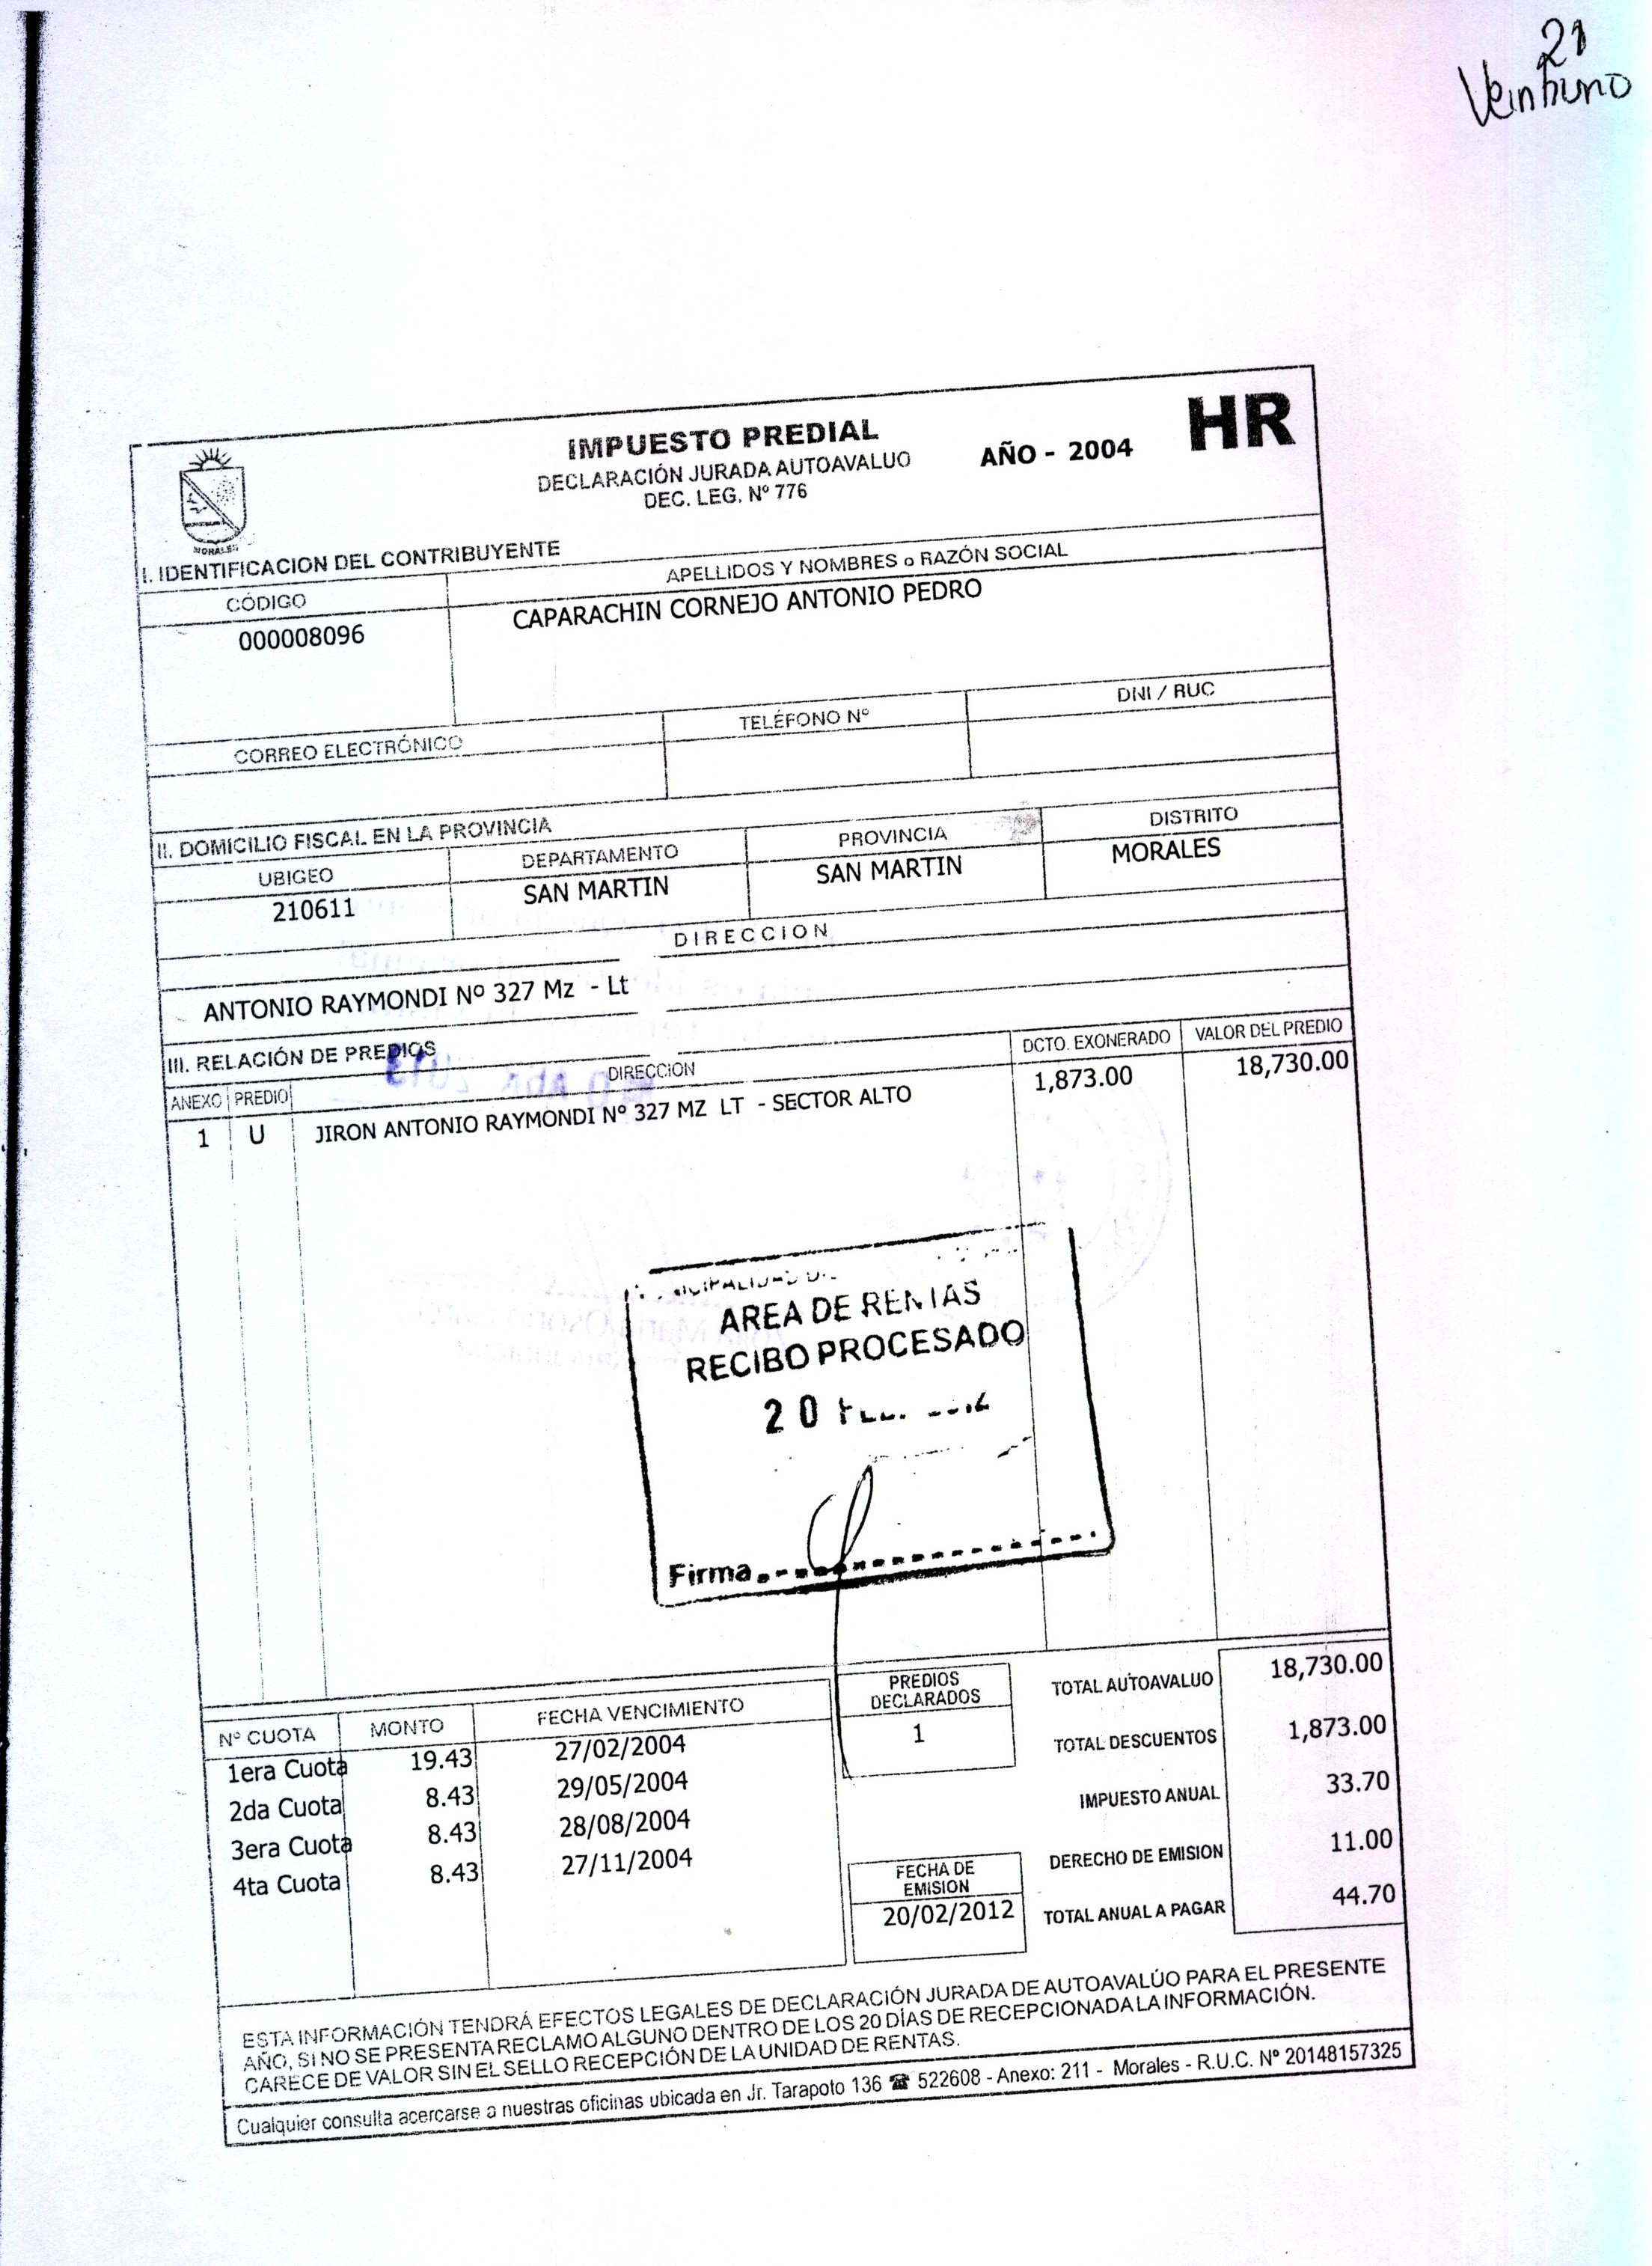 21
Veintiuno
IMPUESTO PREDIAL
DECLARACIÓN JURADA AUTOAVALUO
DEC. LEG. Nº 776
AÑO - 2004
HR
MORALES
I. IDENTIFICACION DEL CONTRIBUYENTE
CÓDIGO
APELLIDOS Y NOMBRES o RAZÓN SOCIAL
000008096
CAPARACHIN CORNEJO ANTONIO PEDRO
CORREO ELECTRÓNICO
TELÉFONO Nº
DNI / RUC
II. DOMICILIO FISCAL EN LA PROVINCIA
UBIGEO
DEPARTAMENTO
PROVINCIA
DISTRITO
210611
SAN MARTIN
SAN MARTIN
MORALES
DIRECCION
ANTONIO RAYMONDI Nº 327 Mz - Lt
III. RELACIÓN DE PREDIOS
ANEXO PREDIO DIRECCION DCTO. EXONERADO VALOR DEL PREDIO
1 U JIRON ANTONIO RAYMONDI Nº 327 MZ LT - SECTOR ALTO 1,873.00 18,730.00
AREA DE RENTAS
RECIBO PROCESADO
20
Firma
Nº CUOTA MONTO FECHA VENCIMIENTO
1era Cuota 19.43 27/02/2004
2da Cuota 8.43 29/05/2004
3era Cuota 8.43 28/08/2004
4ta Cuota 8.43 27/11/2004
PREDIOS
DECLARADOS
1
FECHA DE
EMISION
20/02/2012
TOTAL AUTOAVALUO 18,730.00
TOTAL DESCUENTOS 1,873.00
IMPUESTO ANUAL 33.70
DERECHO DE EMISION 11.00
TOTAL ANUAL A PAGAR 44.70
ESTA INFORMACIÓN TENDRÁ EFECTOS LEGALES DE DECLARACIÓN JURADA DE AUTOAVALÚO PARA EL PRESENTE
AÑO, SI NO SE PRESENTA RECLAMO ALGUNO DENTRO DE LOS 20 DÍAS DE RECEPCIONADA LA INFORMACIÓN.
CARECE DE VALOR SIN EL SELLO RECEPCIÓN DE LA UNIDAD DE RENTAS.
Cualquier consulta acercarse a nuestras oficinas ubicada en Jr. Tarapoto 136 ☎ 522608 - Anexo: 211 - Morales - R.U.C. Nº 20148157325